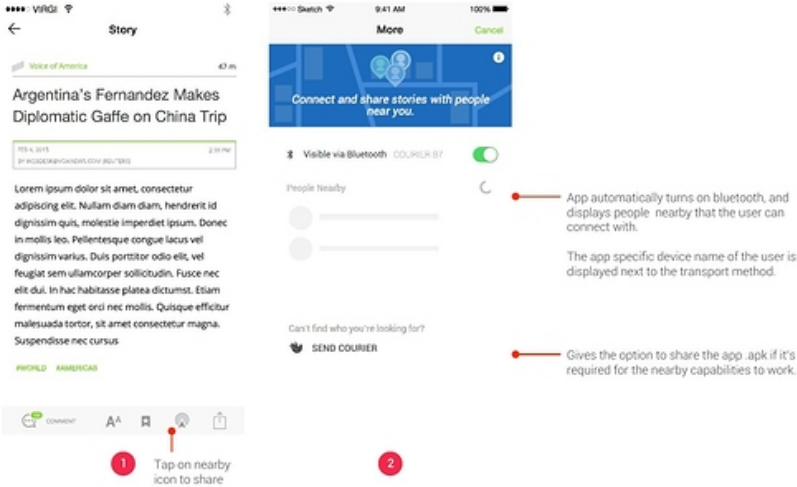 VIRGI
Story
Voice of America
47 m
Argentina's Fernandez Makes
Diplomatic Gaffe on China Trip
FEB 4, 2015
2:99 PM
Lorem ipsum dolor sit amet, consectetur
adipiscing elit. Nullam diam diam, hendrerit id
dignissim quis, molestie imperdiet ipsum. Donec
in mollis leo. Pellentesque congue lacus vel
dignissim varius. Duis porttitor odio elit, vel
feugiat sem ullamcorper sollicitudin. Fusce nec
elit dui. In hac habitasse platea dictumst. Etiam
fermentum eget orci nec mollis. Quisque efficitur
malesuada tortor, sit amet consectetur magna.
Suspendisse nec cursus
#WORLD #AMERICAS
COMMENT
AA
1
Tap on nearby
icon to share
Sketch
9:41 AM
100%
More
Cancel
Connect and share stories with people
near you.
Visible via Bluetooth COURIER 87
People Nearby
Can't find who you're looking for?
SEND COURIER
2
App automatically turns on bluetooth, and
displays people nearby that the user can
connect with.
The app specific device name of the user is
displayed next to the transport method.
Gives the option to share the app .apk if it's
required for the nearby capabilities to work.